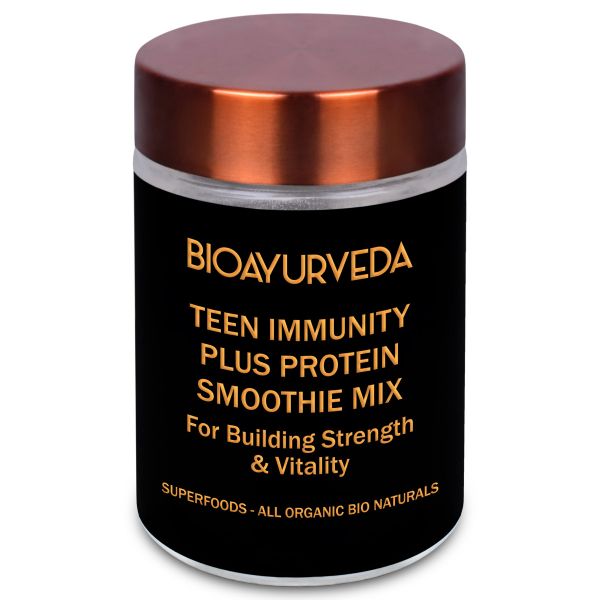 BIOAYURVEDA
TEEN IMMUNITY
PLUS PROTEIN
SMOOTHIE MIX
For Building Strength
& Vitality
SUPERFOODS - ALL ORGANIC BIO NATURALS